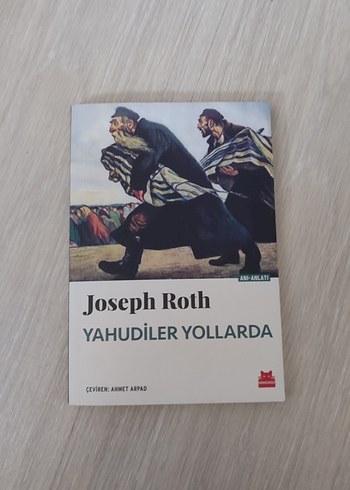 ANI-ANLATI
Joseph Roth
YAHUDİLER YOLLARDA
ÇEVİREN: AHMET ARPAD